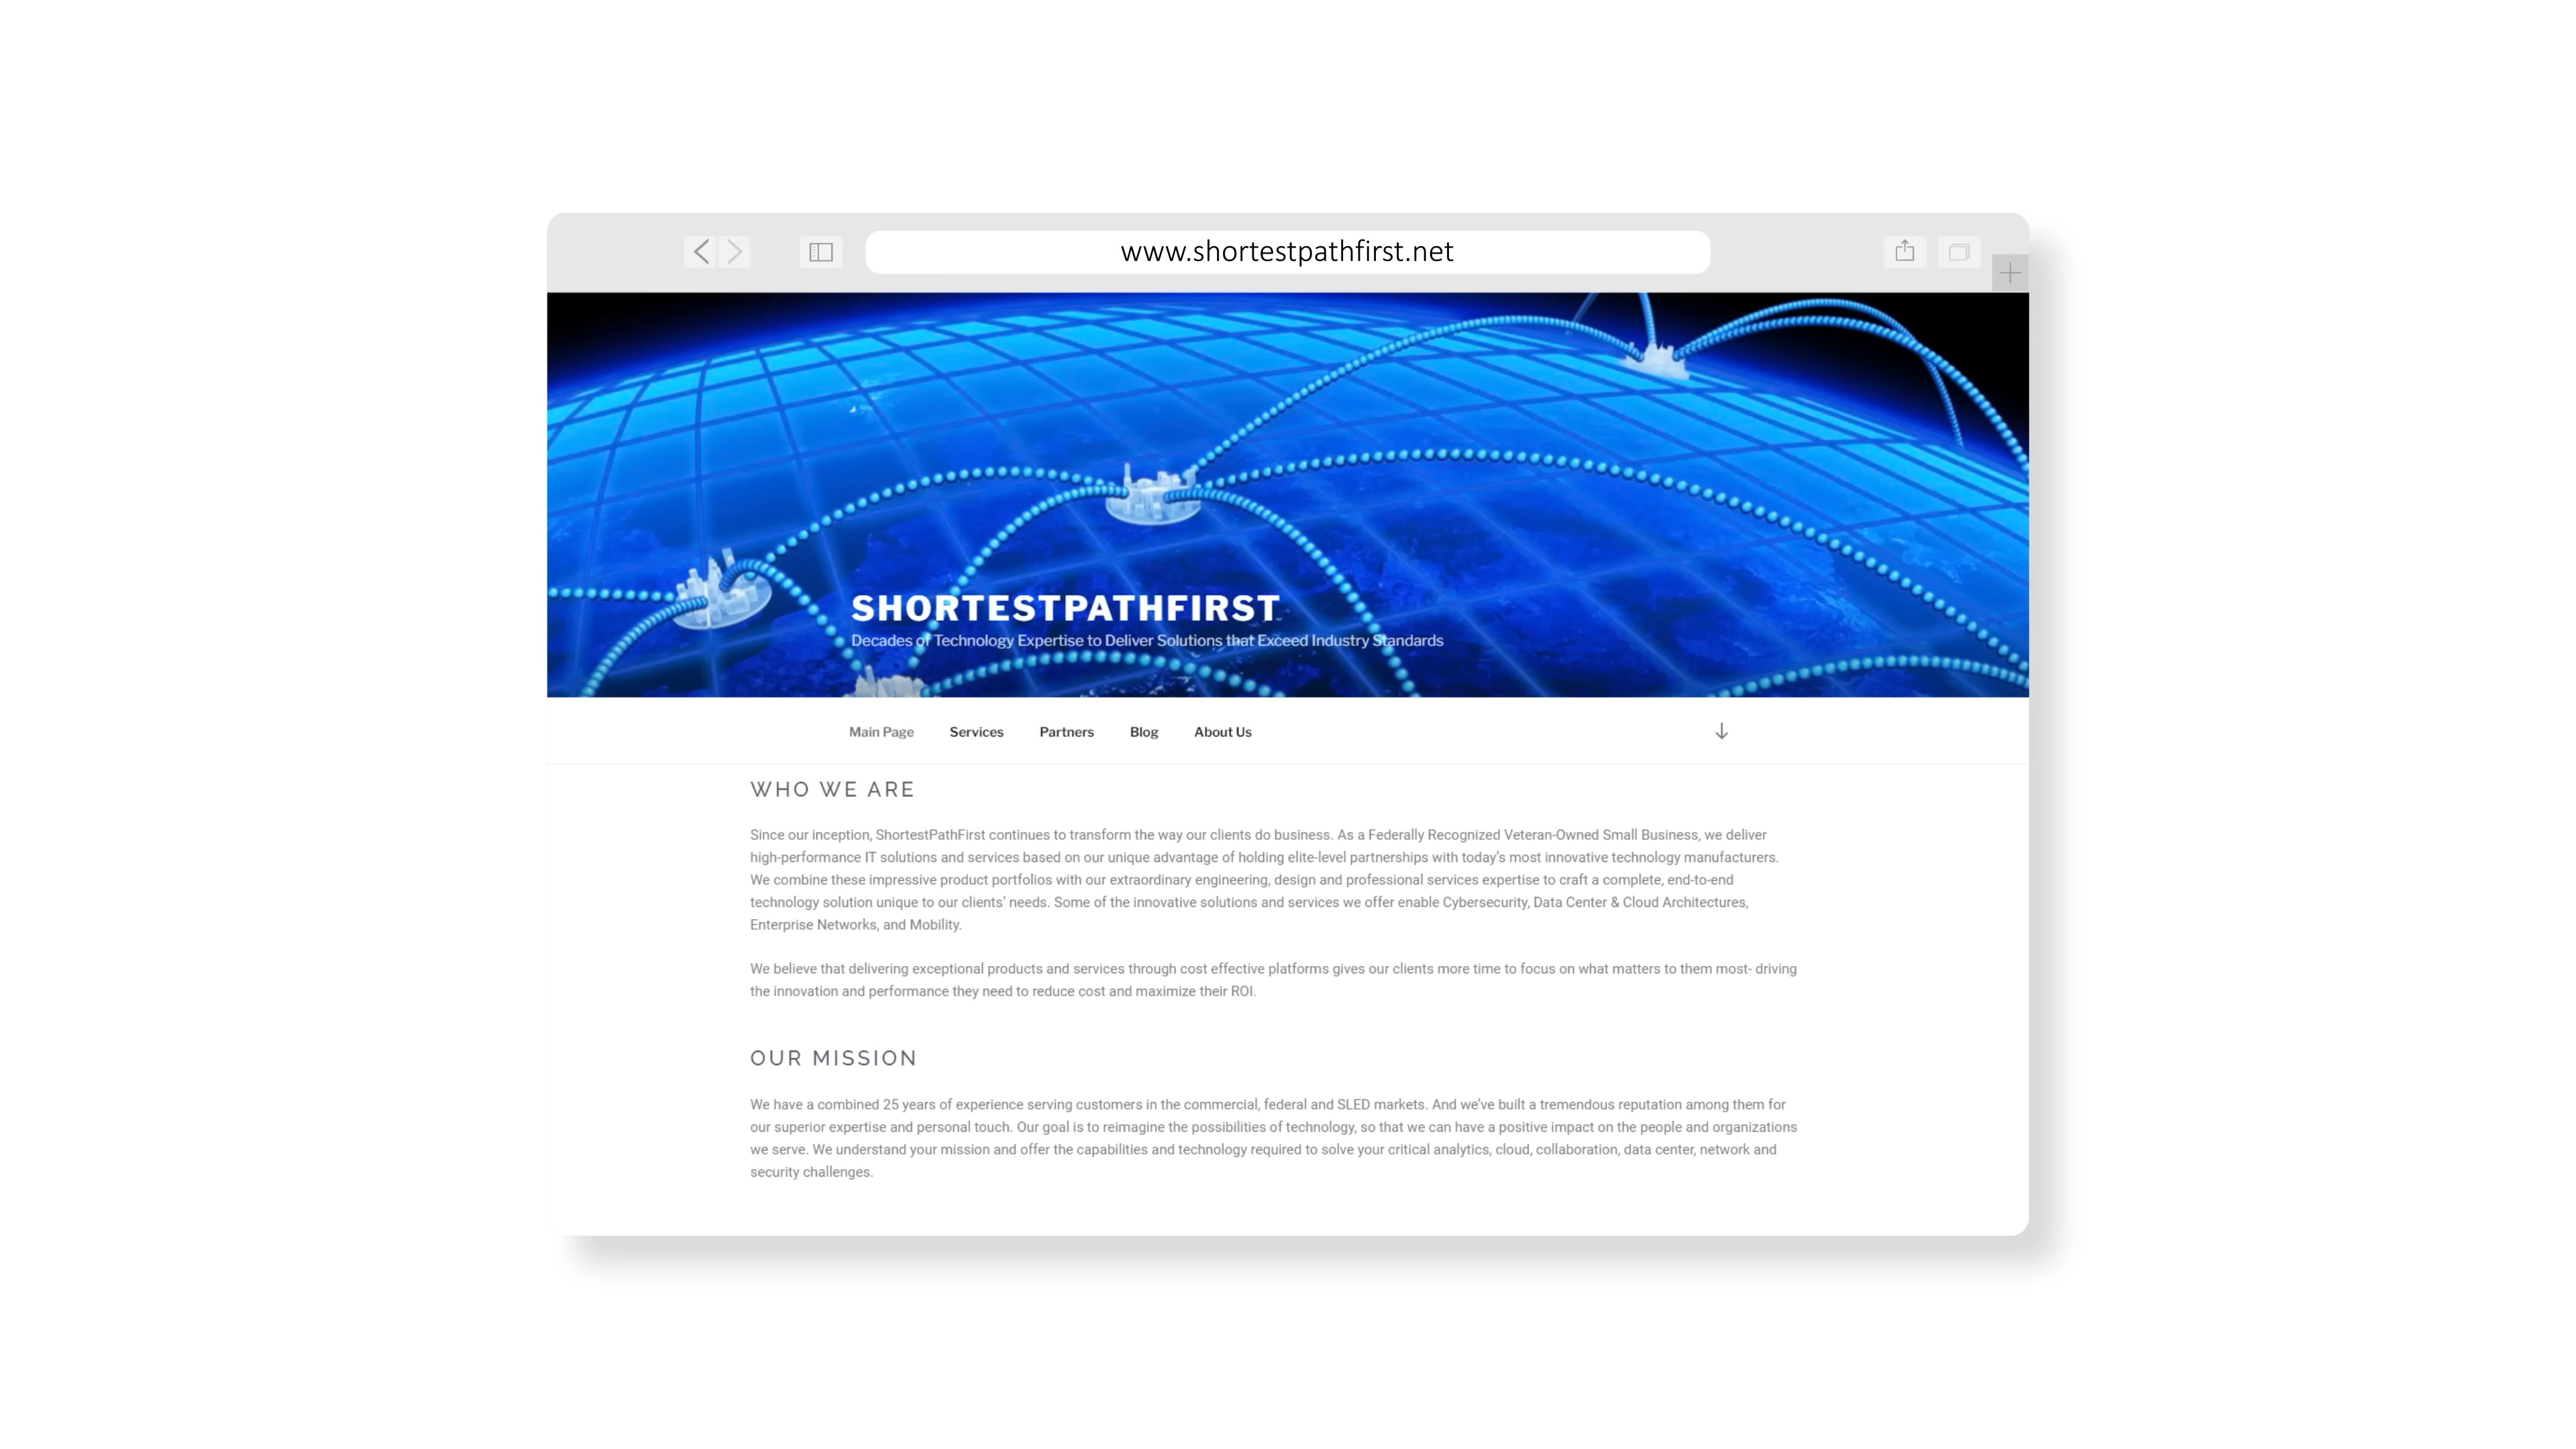 www.shortestpathfirst.net
SHORTESTPATHFIRST
Decades of Technology Expertise to Deliver Solutions that Exceed Industry Standards
Main Page Services Partners Blog About Us
WHO WE ARE
Since our inception, ShortestPathFirst continues to transform the way our clients do business. As a Federally Recognized Veteran-Owned Small Business, we deliver
high-performance IT solutions and services based on our unique advantage of holding elite-level partnerships with today's most innovative technology manufacturers.
We combine these impressive product portfolios with our extraordinary engineering, design and professional services expertise to craft a complete, end-to-end
technology solution unique to our clients' needs. Some of the innovative solutions and services we offer enable Cybersecurity, Data Center & Cloud Architectures,
Enterprise Networks, and Mobility.
We believe that delivering exceptional products and services through cost effective platforms gives our clients more time to focus on what matters to them most- driving
the innovation and performance they need to reduce cost and maximize their ROI.
OUR MISSION
We have a combined 25 years of experience serving customers in the commercial, federal and SLED markets. And we've built a tremendous reputation among them for
our superior expertise and personal touch. Our goal is to reimagine the possibilities of technology, so that we can have a positive impact on the people and organizations
we serve. We understand your mission and offer the capabilities and technology required to solve your critical analytics, cloud, collaboration, data center, network and
security challenges.